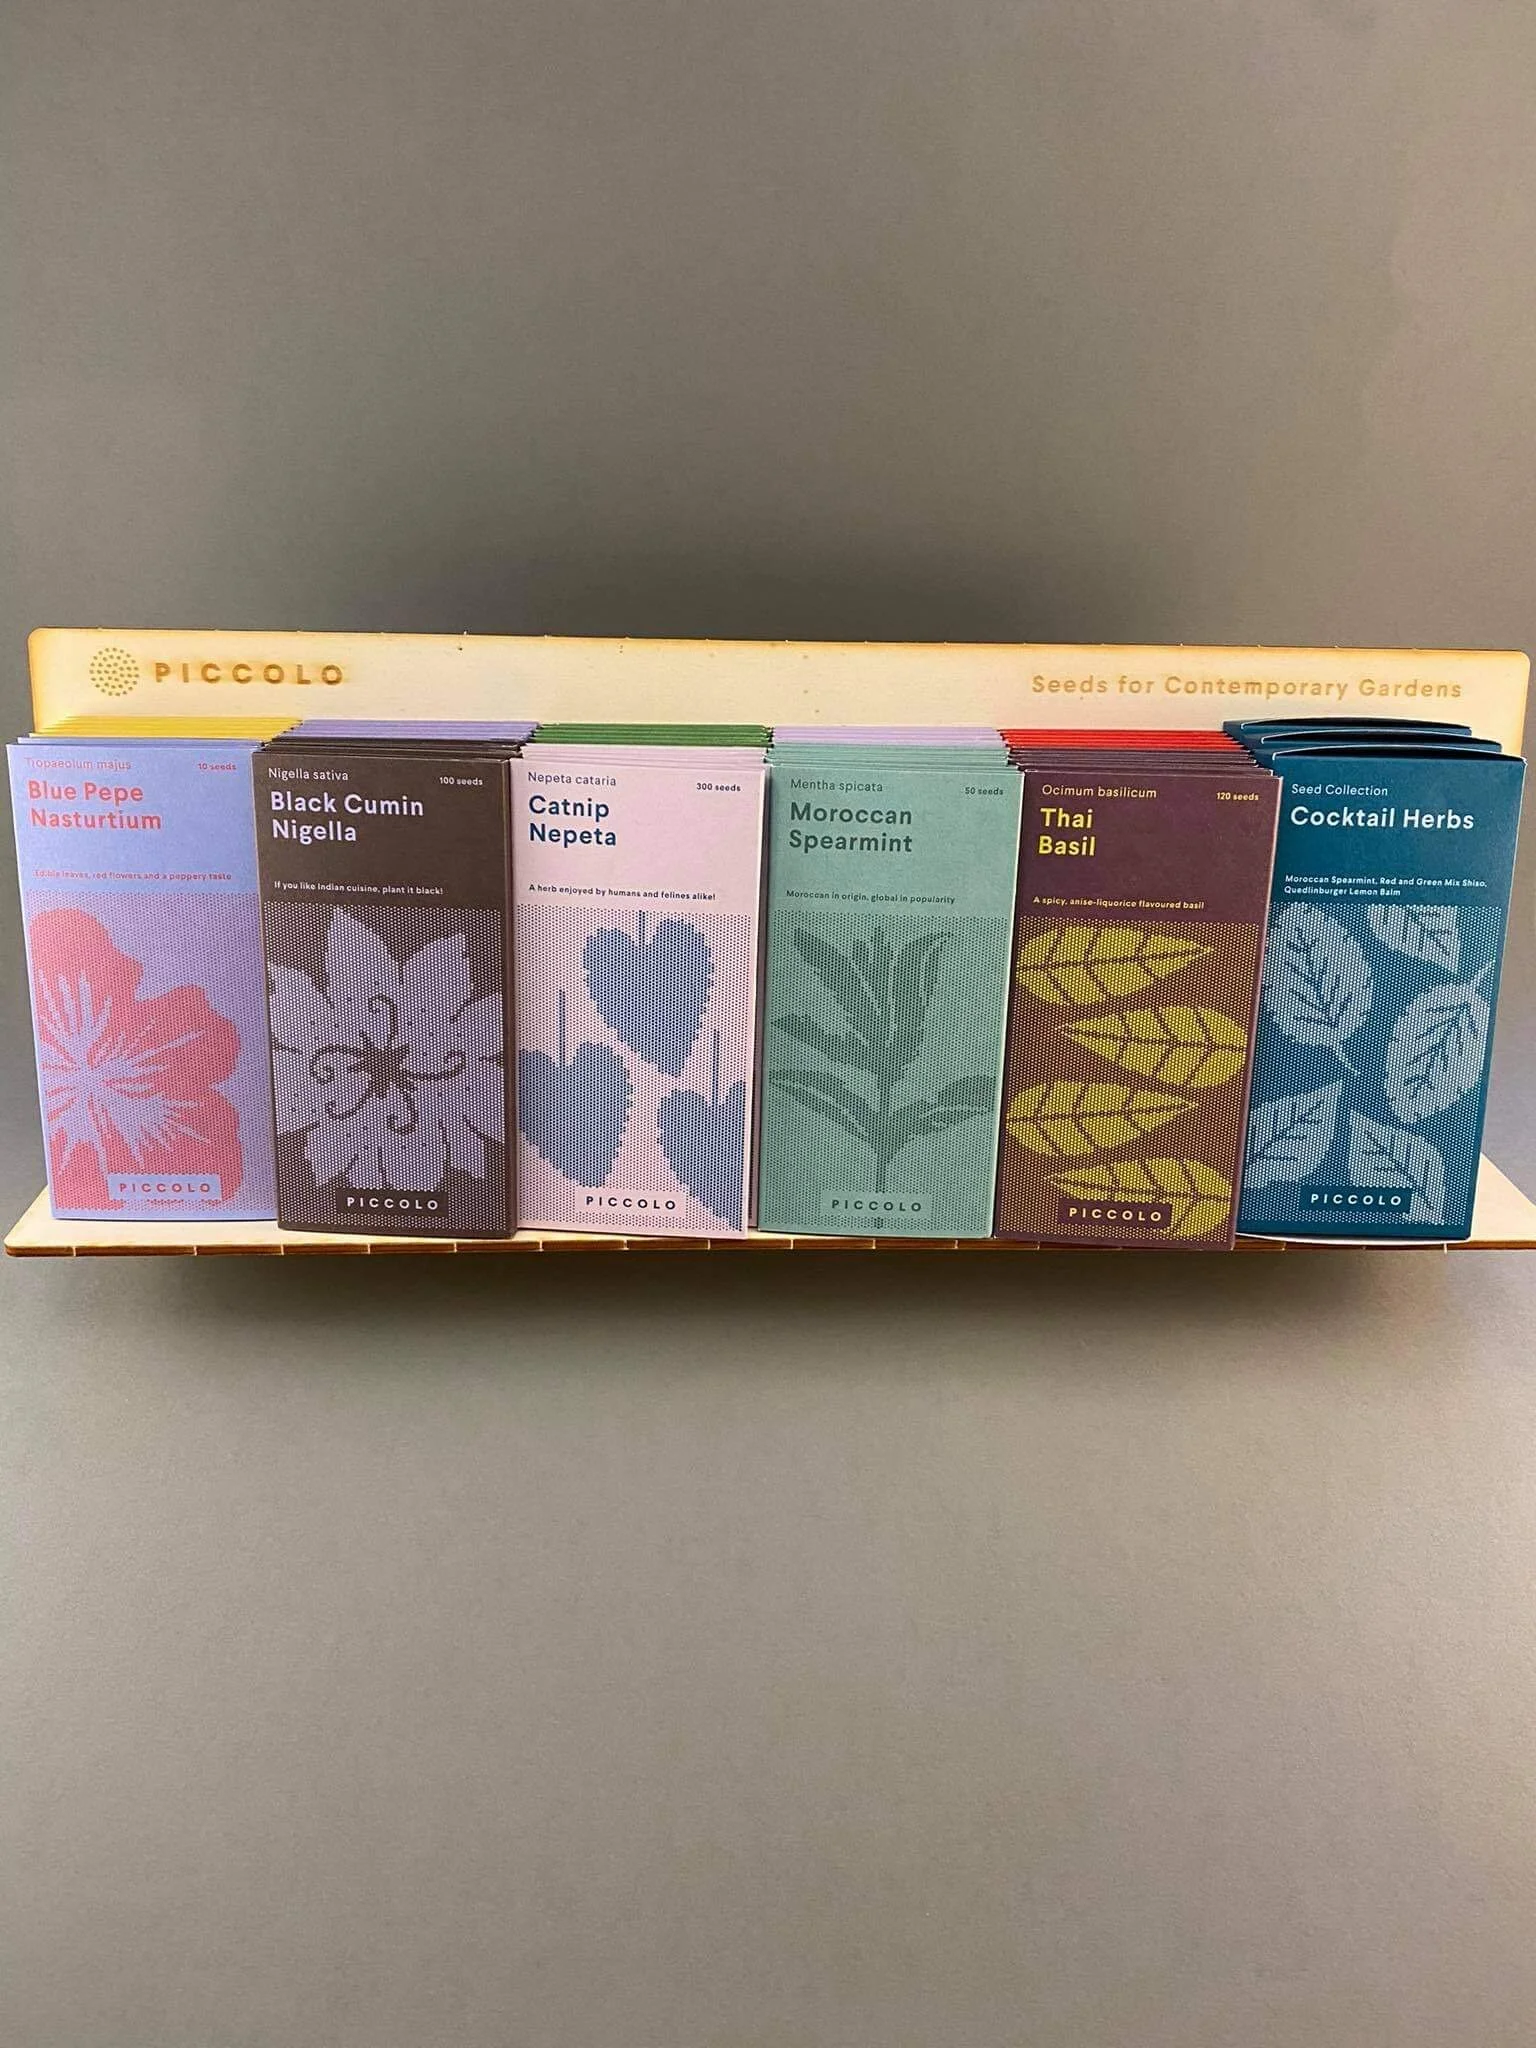 PICCOLO
Seeds for Contemporary Gardens
Tropaeolum majus
10 seeds
Blue Pepe
Nasturtium
Edible leaves, red flowers and a peppery taste
PICCOLO
Nigella sativa
100 seeds
Black Cumin
Nigella
If you like Indian cuisine, plant it black!
PICCOLO
Nepeta cataria
300 seeds
Catnip
Nepeta
A herb enjoyed by humans and felines alike!
PICCOLO
Mentha spicata
50 seeds
Moroccan
Spearmint
Moroccan in origin, global in popularity
PICCOLO
Ocimum basilicum
120 seeds
Thai
Basil
A spicy, anise-liquorice flavoured basil
PICCOLO
Seed Collection
Cocktail Herbs
Moroccan Spearmint, Red and Green Mix Shiso,
Quedlinburger Lemon Balm
PICCOLO